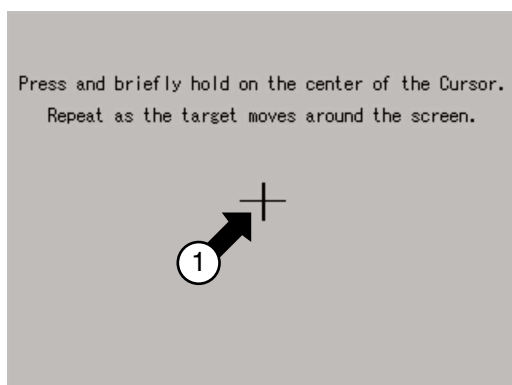 Press and briefly hold on the center of the Cursor.
Repeat as the target moves around the screen.
1